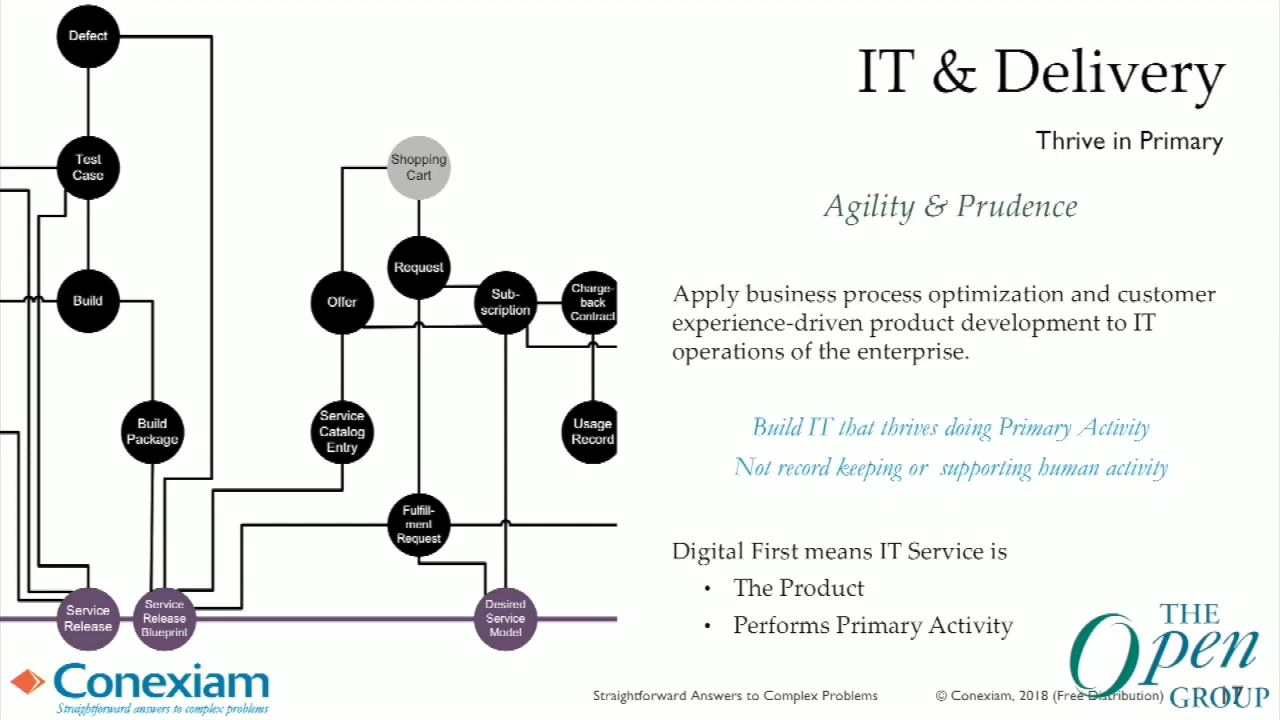 Defect
Test
Case
Build
Build
Package
Service
Release
Service
Release
Blueprint
Shopping
Cart
Request
Offer
Sub-
scription
Charge-
back
Contract
Service
Catalog
Entry
Usage
Record
Fulfill-
ment
Request
Desired
Service
Model
IT & Delivery
Thrive in Primary
Agility & Prudence
Apply business process optimization and customer
experience-driven product development to IT
operations of the enterprise.
Build IT that thrives doing Primary Activity
Not record keeping or supporting human activity
Digital First means IT Service is
• The Product
• Performs Primary Activity
Conexiam
Straightforward answers to complex problems
Straightforward Answers to Complex Problems
© Conexiam, 2018 (Free Distribution)
17
THE
Open
GROUP